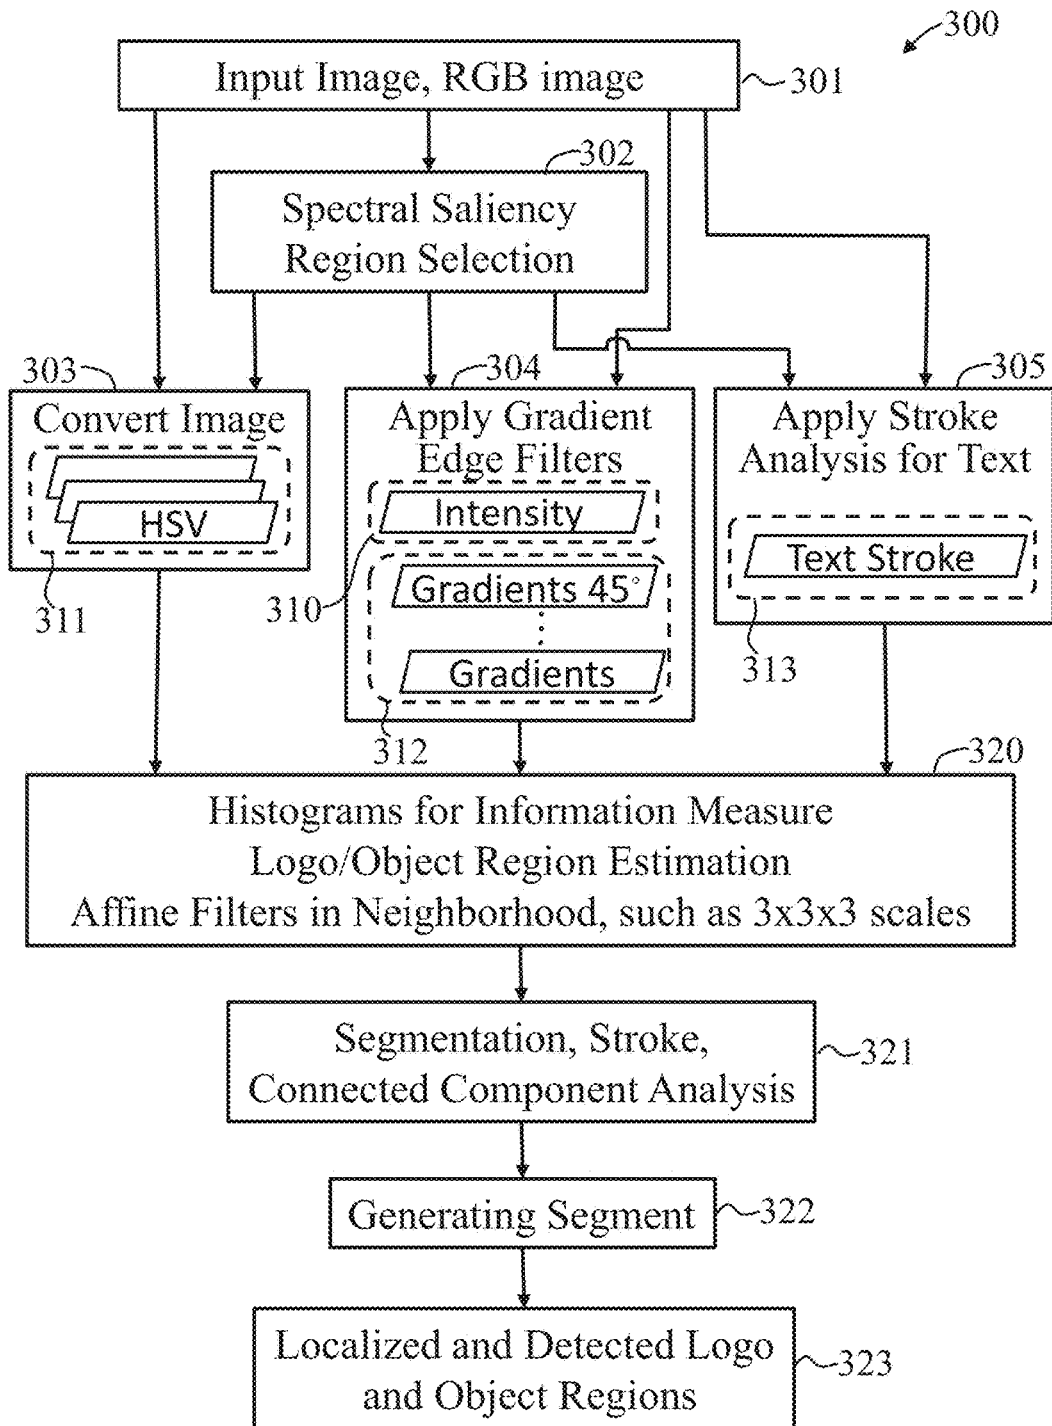 300
Input Image, RGB image
301
302
Spectral Saliency
Region Selection
303
Convert Image
HSV
311
304
Apply Gradient
Edge Filters
Intensity
310
Gradients 45°
Gradients
312
305
Apply Stroke
Analysis for Text
Text Stroke
313
320
Histograms for Information Measure
Logo/Object Region Estimation
Affine Filters in Neighborhood, such as 3x3x3 scales
Segmentation, Stroke,
Connected Component Analysis
321
Generating Segment
322
Localized and Detected Logo
and Object Regions
323